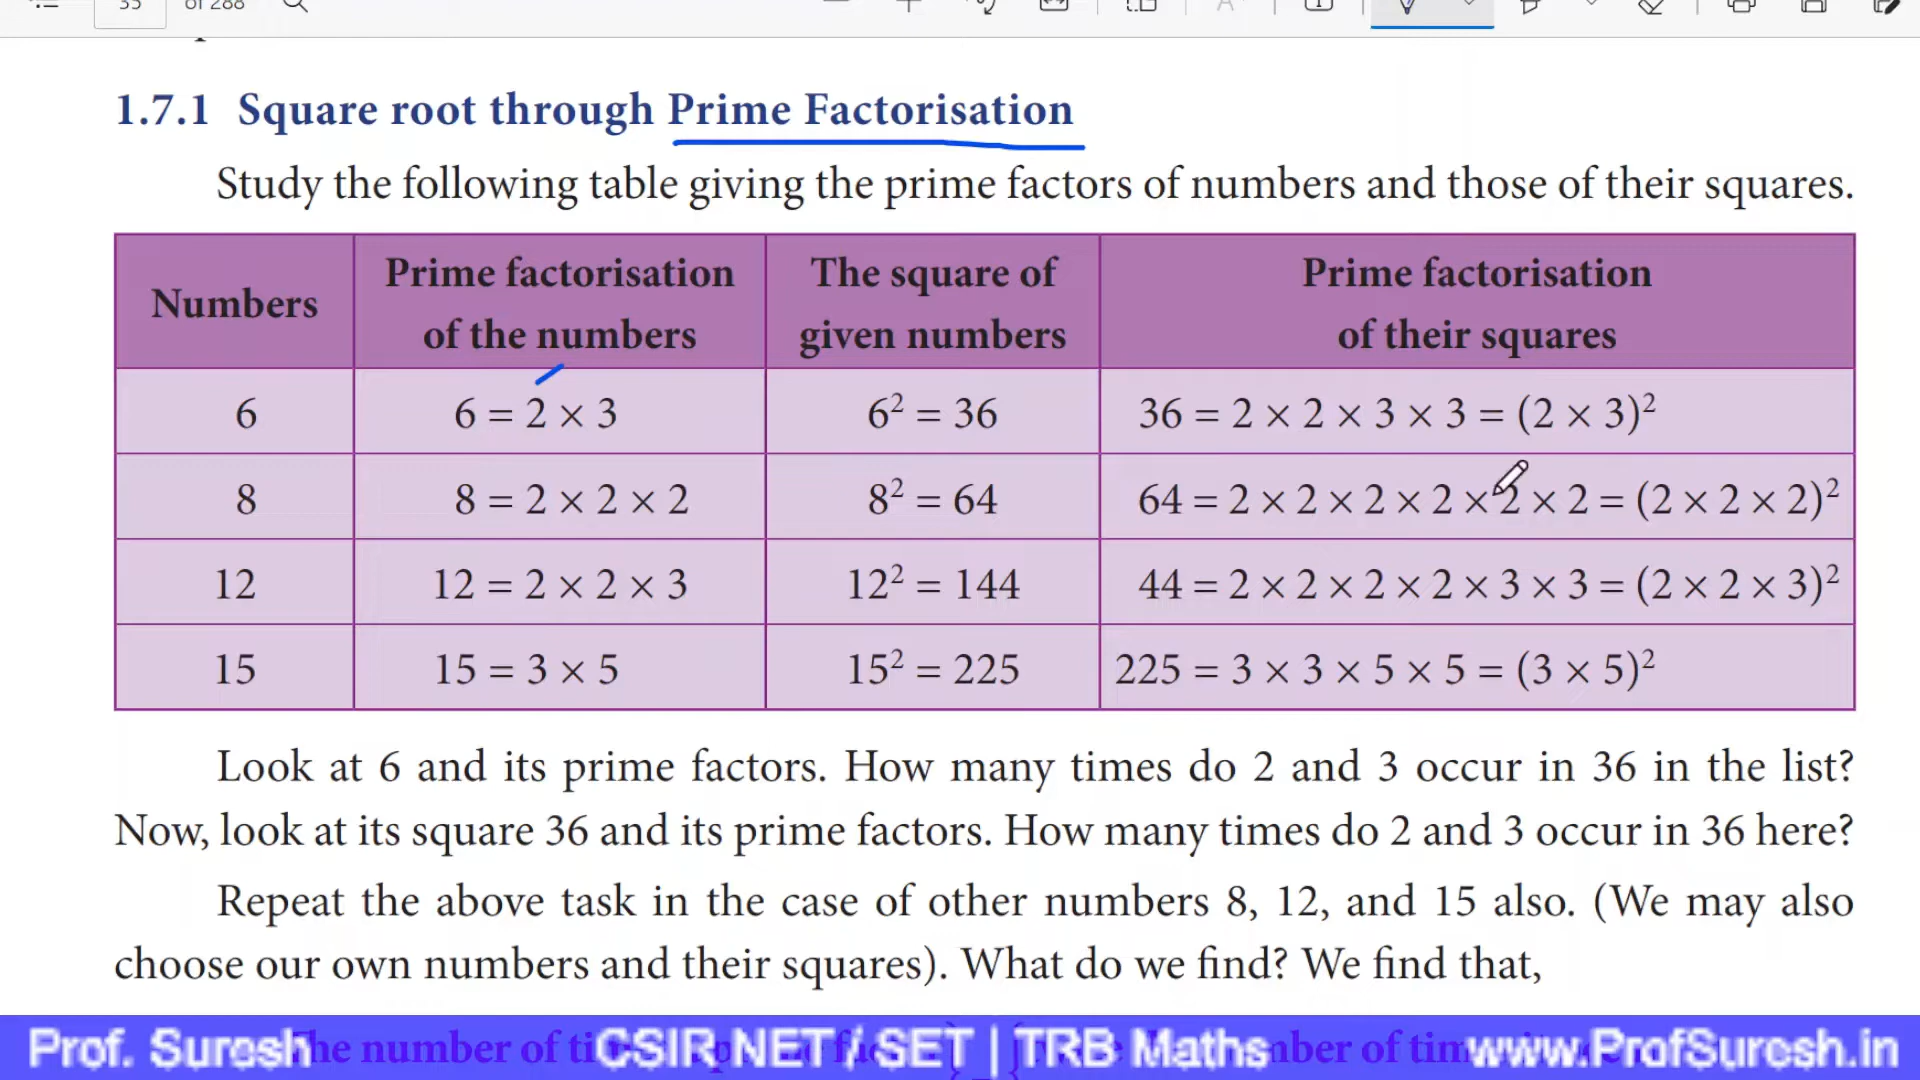 35 of 288
1.7.1 Square root through Prime Factorisation
Study the following table giving the prime factors of numbers and those of their squares.
Numbers
Prime factorisation
of the numbers
The square of
given numbers
Prime factorisation
of their squares
6
6 = 2 × 3
6² = 36
36 = 2 × 2 × 3 × 3 = (2 × 3)²
8
8 = 2 × 2 × 2
8² = 64
64 = 2 × 2 × 2 × 2 × 2 × 2 = (2 × 2 × 2)²
12
12 = 2 × 2 × 3
12² = 144
44 = 2 × 2 × 2 × 2 × 3 × 3 = (2 × 2 × 3)²
15
15 = 3 × 5
15² = 225
225 = 3 × 3 × 5 × 5 = (3 × 5)²
Look at 6 and its prime factors. How many times do 2 and 3 occur in 36 in the list?
Now, look at its square 36 and its prime factors. How many times do 2 and 3 occur in 36 here?
Repeat the above task in the case of other numbers 8, 12, and 15 also. (We may also
choose our own numbers and their squares). What do we find? We find that,
The number of
Prof. Suresh CSIR NET / SET | TRB Maths www.ProfSuresh.in